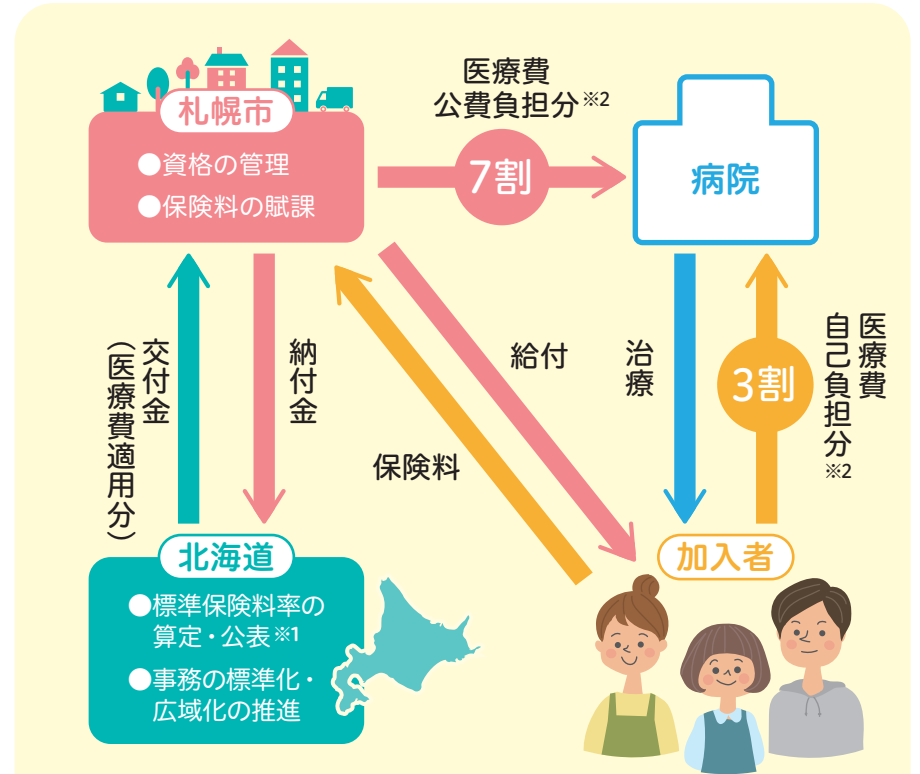 札幌市
●資格の管理
●保険料の賦課
医療費
公費負担分※2
7割
病院
交付金
（医療費適用分）
納付金
給付
保険料
治療
3割
医療費
自己負担分※2
北海道
●標準保険料率の
算定・公表※1
●事務の標準化・
広域化の推進
加入者